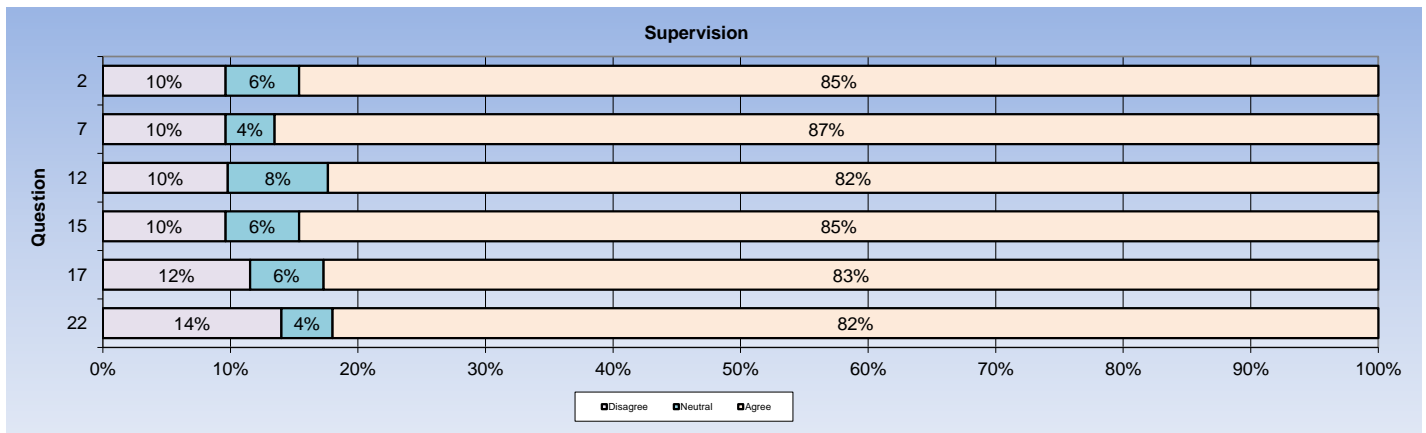 Supervision
Question
2 10% 6% 85%
7 10% 4% 87%
12 10% 8% 82%
15 10% 6% 85%
17 12% 6% 83%
22 14% 4% 82%
0% 10% 20% 30% 40% 50% 60% 70% 80% 90% 100%
Disagree Neutral Agree